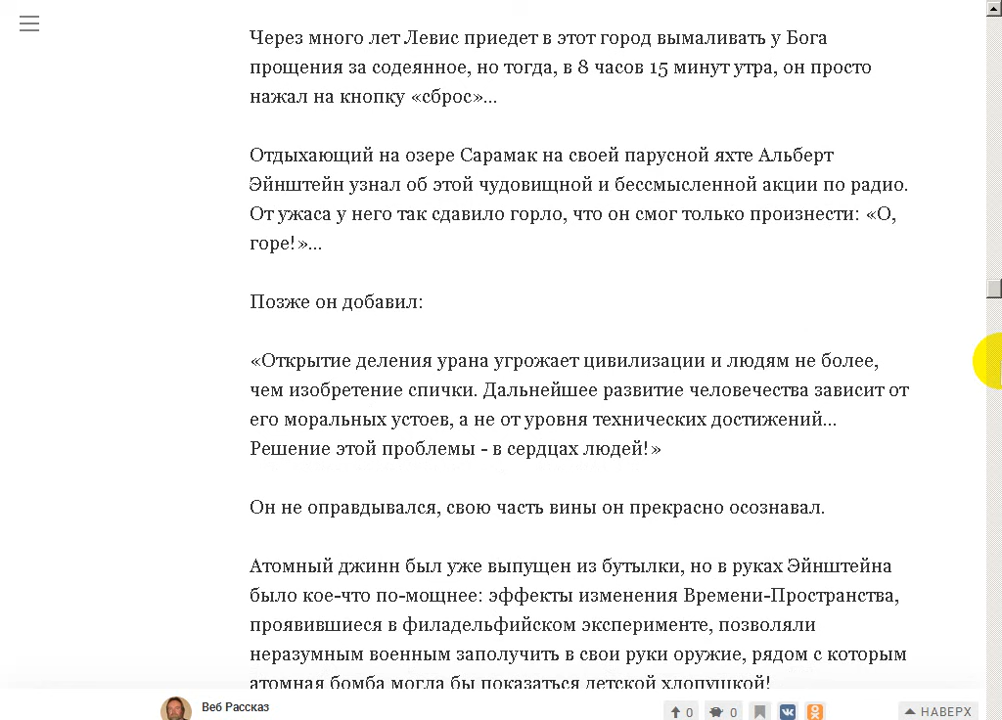 Через много лет Левис приедет в этот город вымаливать у Бога
прощения за содеянное, но тогда, в 8 часов 15 минут утра, он просто
нажал на кнопку «сброс»...
Отдыхающий на озере Сарамак на своей парусной яхте Альберт
Эйнштейн узнал об этой чудовищной и бессмысленной акции по радио.
От ужаса у него так сдавило горло, что он смог только произнести: «О,
горе!»...
Позже он добавил:
«Открытие деления урана угрожает цивилизации и людям не более,
чем изобретение спички. Дальнейшее развитие человечества зависит от
его моральных устоев, а не от уровня технических достижений...
Решение этой проблемы - в сердцах людей!»
Он не оправдывался, свою часть вины он прекрасно осознавал.
Атомный джинн был уже выпущен из бутылки, но в руках Эйнштейна
было кое-что по-мощнее: эффекты изменения Времени-Пространства,
проявившиеся в филадельфийском эксперименте, позволяли
неразумным военным заполучить в свои руки оружие, рядом с которым
атомная бомба могла бы показаться детской хлопушкой!
Веб Рассказ
0
0
НАВЕРХ